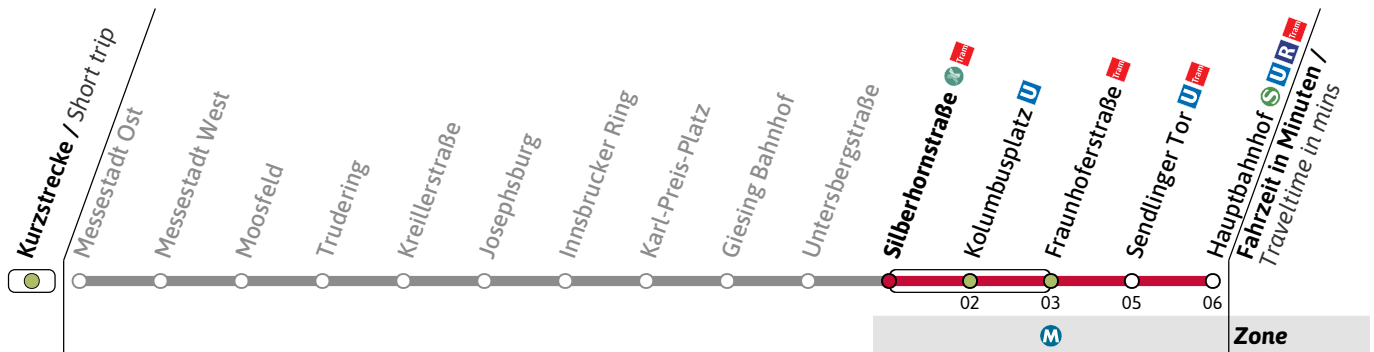 Kurzstrecke / Short trip
Messestadt Ost
Messestadt West
Moosfeld
Trudering
Kreillerstraße
Josephsburg
Innsbrucker Ring
Karl-Preis-Platz
Giesing Bahnhof
Untersbergstraße
Silberhornstraße X Tram
Kolumbusplatz U
Fraunhoferstraße Tram
Sendlinger Tor U Tram
Hauptbahnhof S U R Tram
Fahrzeit in Minuten /
Traveltime in mins
02 03 05 06
M Zone